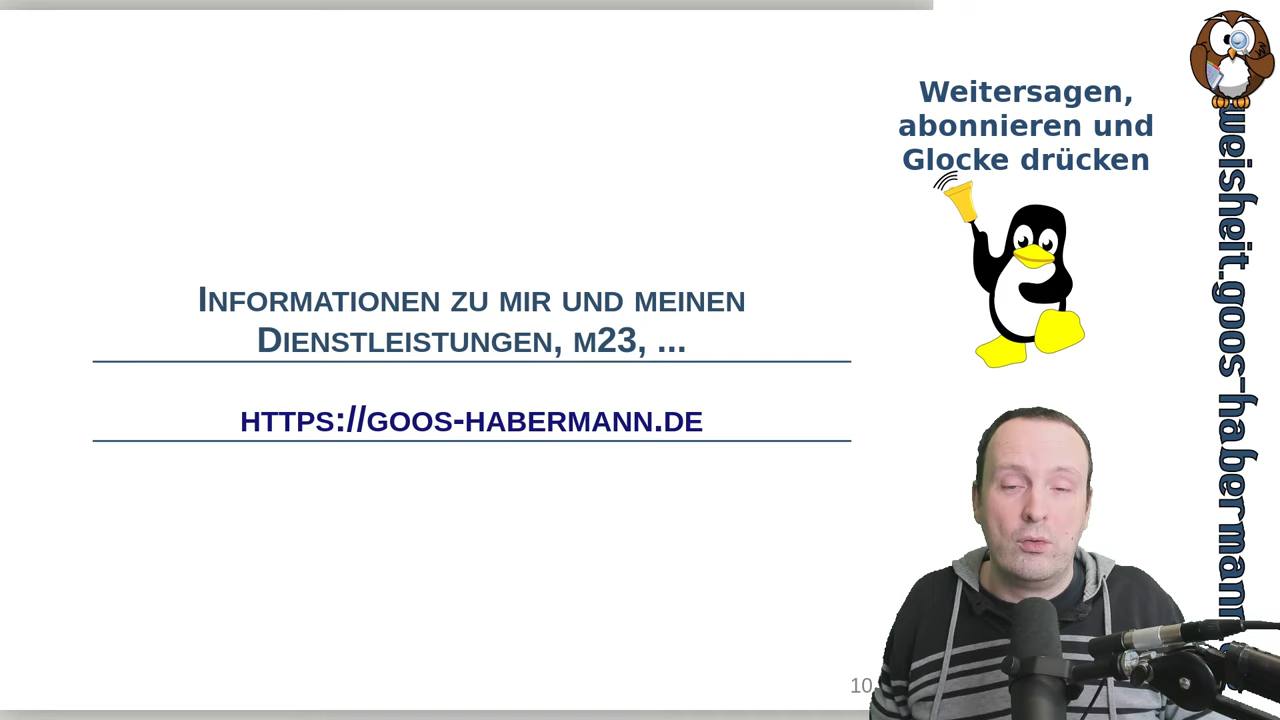 Weitersagen,
abonnieren und
Glocke drücken
INFORMATIONEN ZU MIR UND MEINEN
DIENSTLEISTUNGEN, M23, ...
HTTPS://GOOS-HABERMANN.DE
10
weisheit.goos-habermann